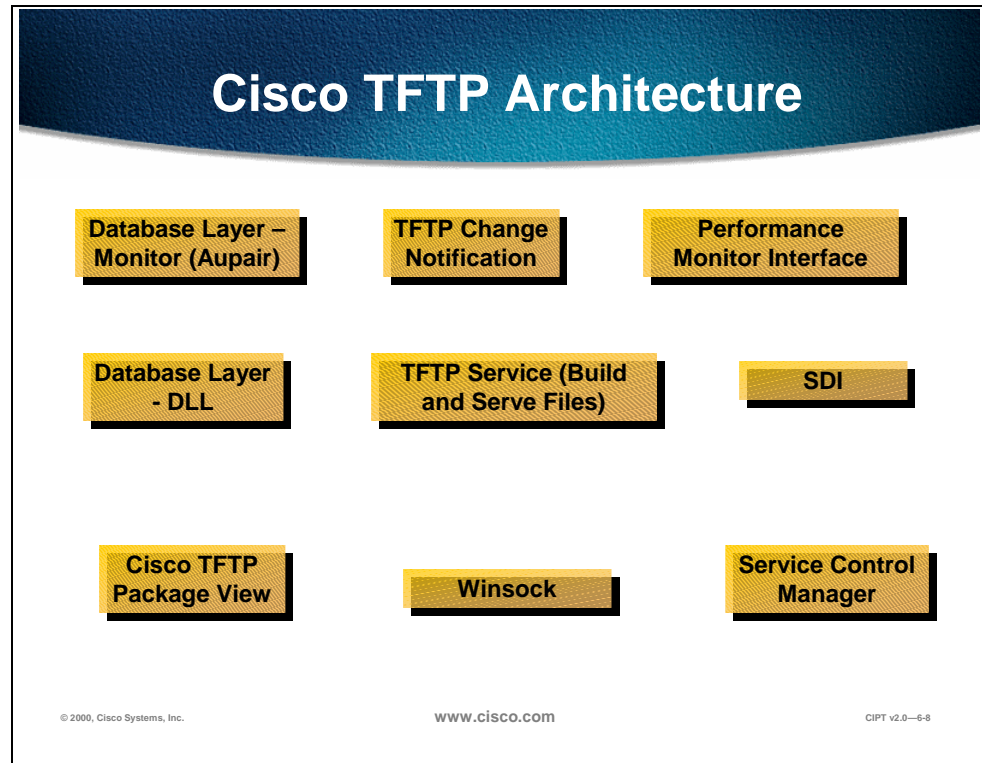 Cisco TFTP Architecture
Database Layer –
Monitor (Aupair)
TFTP Change
Notification
Performance
Monitor Interface
Database Layer
- DLL
TFTP Service (Build
and Serve Files)
SDI
Cisco TFTP
Package View
Winsock
Service Control
Manager
© 2000, Cisco Systems, Inc.
www.cisco.com
CIPT v2.0—6-8